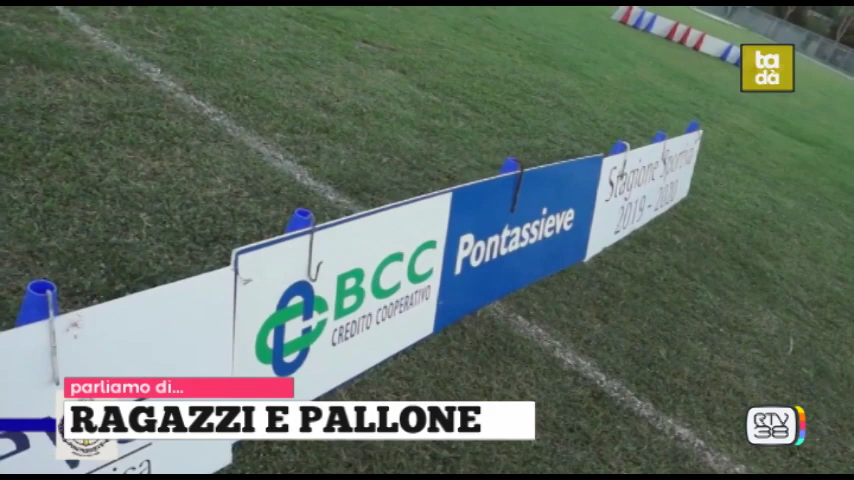 ta
dà
Stagione Sportiva
2019 - 2020
Pontassieve
BCC
CREDITO COOPERATIVO
parliamo di...
RAGAZZI E PALLONE
RTV
38